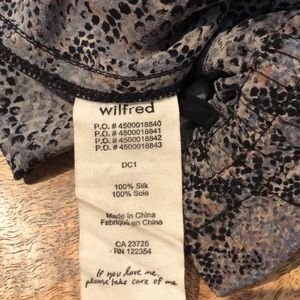 wilfred
P.O. # 4500018840
P.O. # 4500018841
P.O. # 4500018842
P.O. # 4500018843
DC1
100% Silk
100% Soie
Made in China
Fabriqué en China
CA 23725
RN 122354
If you love me,
please take care of me